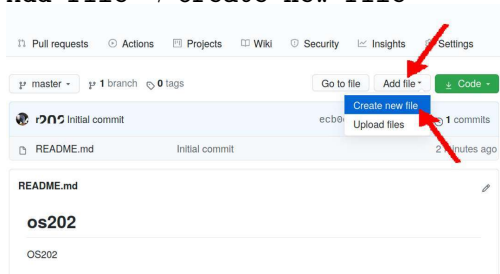 Add file → Create new file
Pull requests Actions Projects Wiki Security Insights Settings
master 1 branch 0 tags Go to file Add file Code
Initial commit 1 commits
Create new file
Upload files
README.md Initial commit 2 minutes ago
README.md
os202
OS202